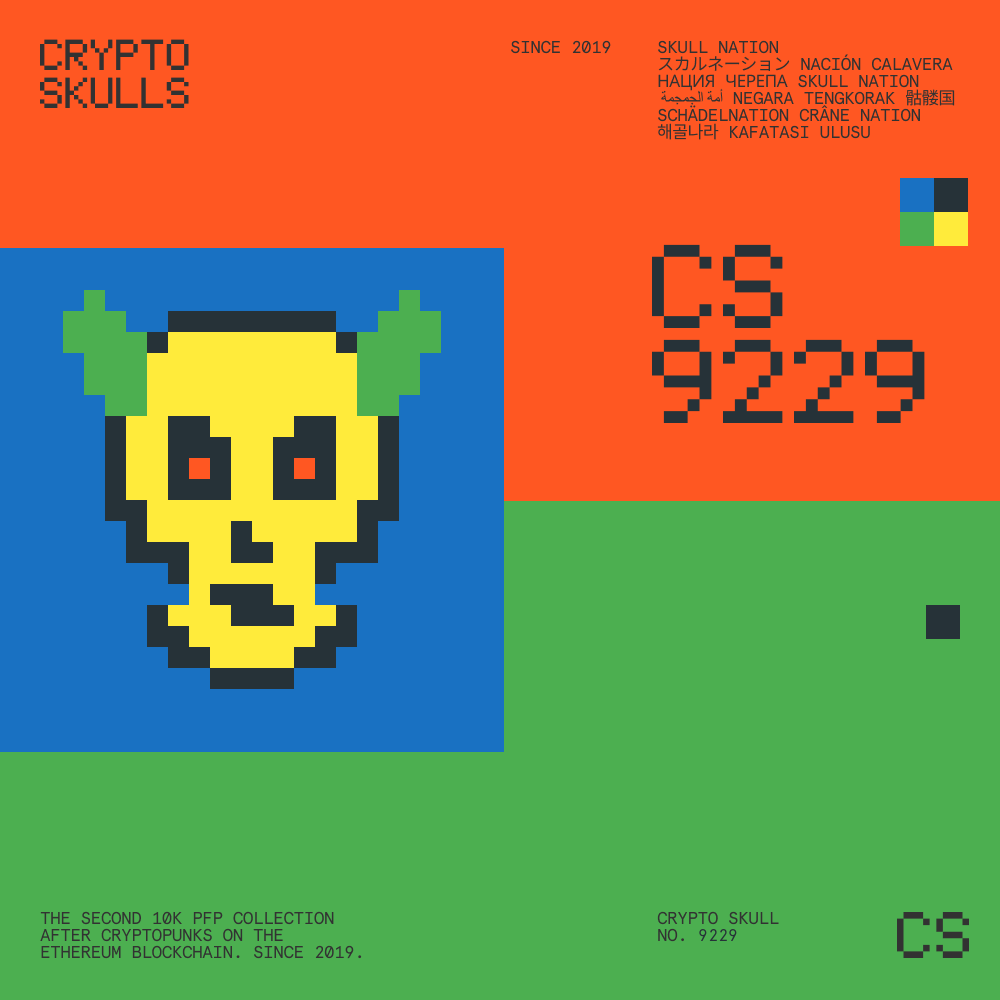 CRYPTO
SKULLS
SINCE 2019
SKULL NATION
スカルネーション NACIÓN CALAVERA
НАЦИЯ ЧЕРЕПА SKULL NATION
أمة الجمجمة NEGARA TENGKORAK 骷髅国
SCHÄDELNATION CRÂNE NATION
해골나라 KAFATASI ULUSU
CS
9229
THE SECOND 10K PFP COLLECTION
AFTER CRYPTOPUNKS ON THE
ETHEREUM BLOCKCHAIN. SINCE 2019.
CRYPTO SKULL
NO. 9229
CS